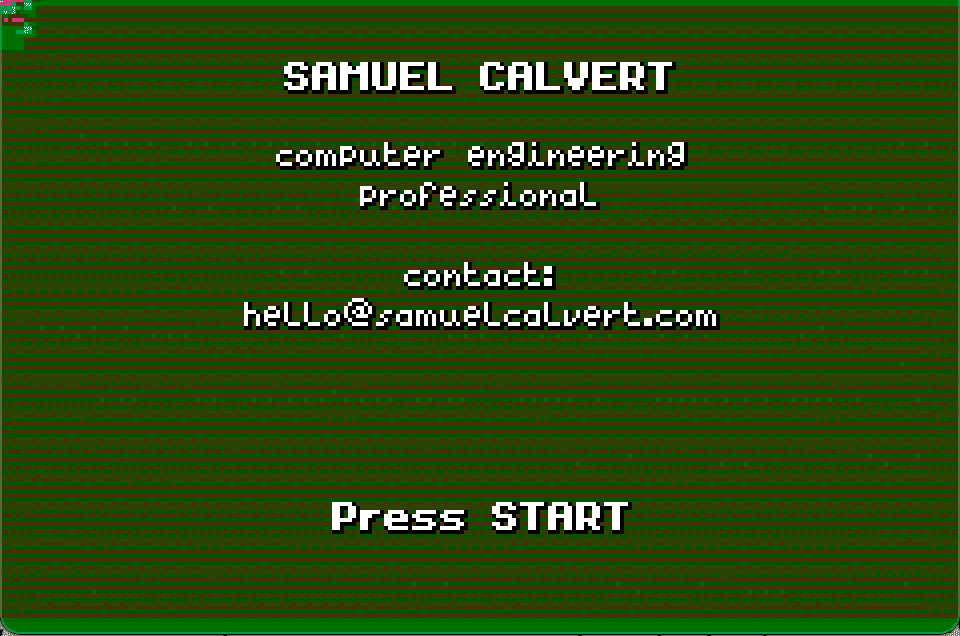 SAMUEL CALVERT
computer engineering
professional
contact:
hello@samuelcalvert.com
Press START